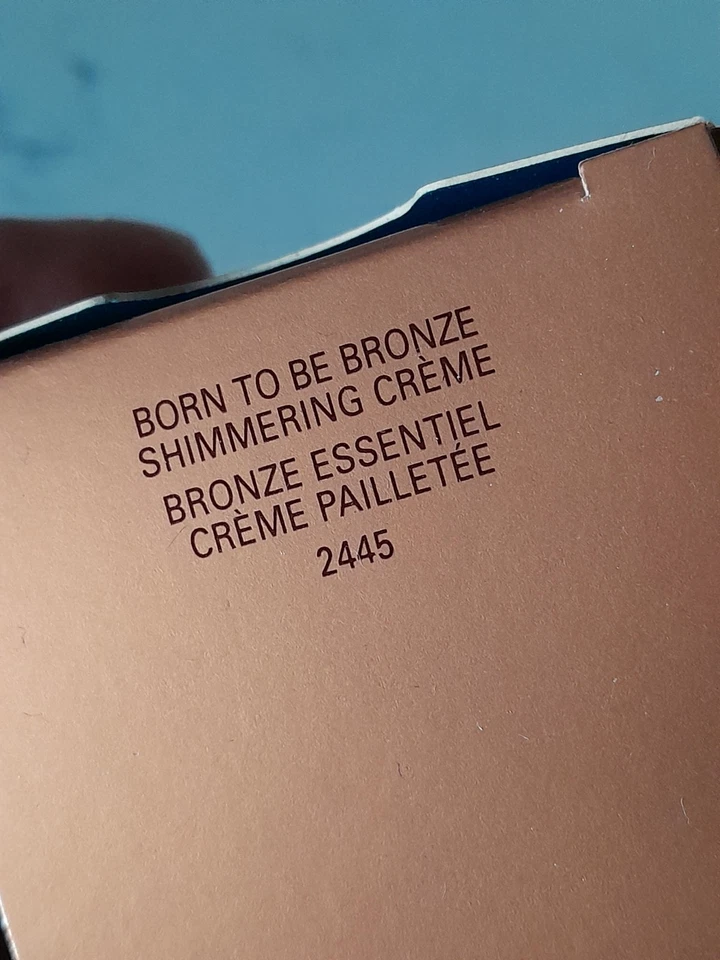 BORN TO BE BRONZE
SHIMMERING CRÈME
BRONZE ESSENTIEL
CRÈME PAILLETÉE
2445